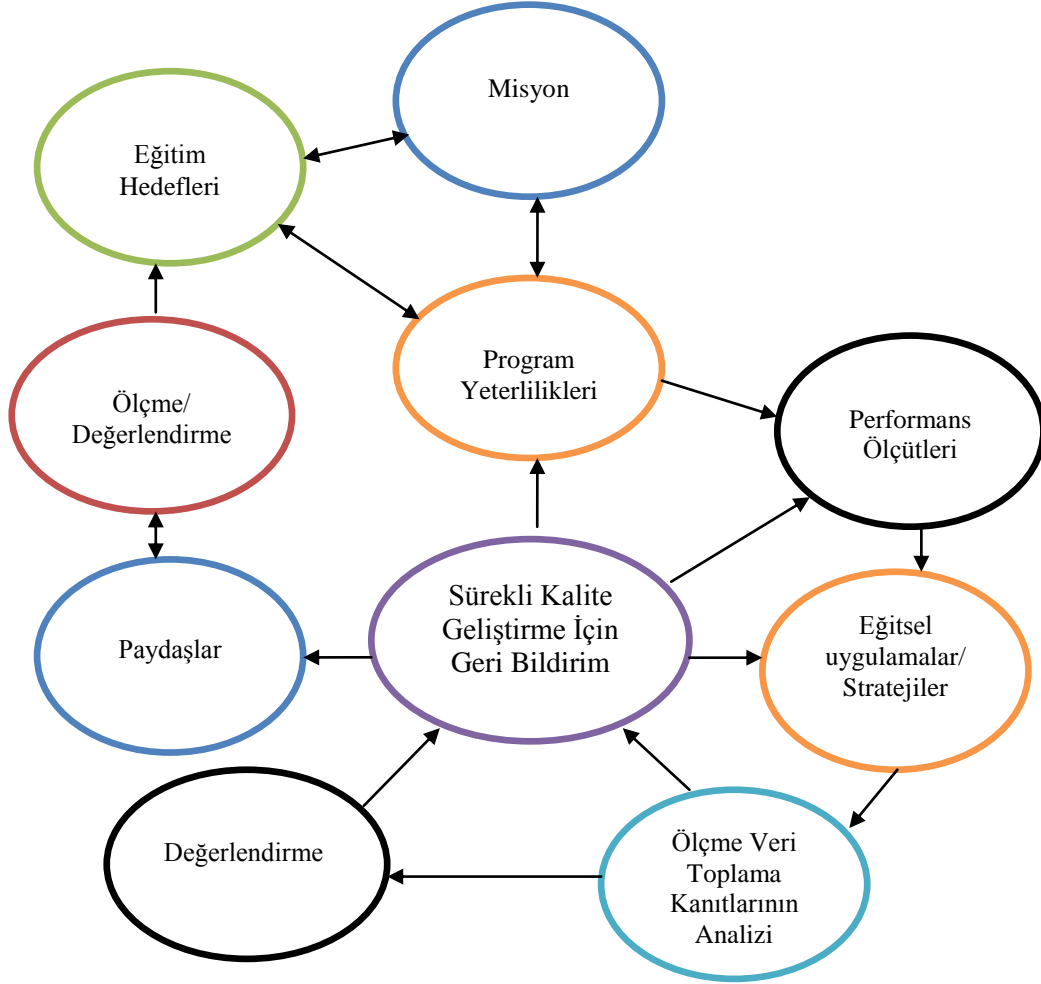 Misyon
Eğitim
Hedefleri
Program
Yeterlilikleri
Ölçme/
Değerlendirme
Performans
Ölçütleri
Sürekli Kalite
Geliştirme İçin
Geri Bildirim
Paydaşlar
Eğitsel
uygulamalar/
Stratejiler
Değerlendirme
Ölçme Veri
Toplama
Kanıtlarının
Analizi